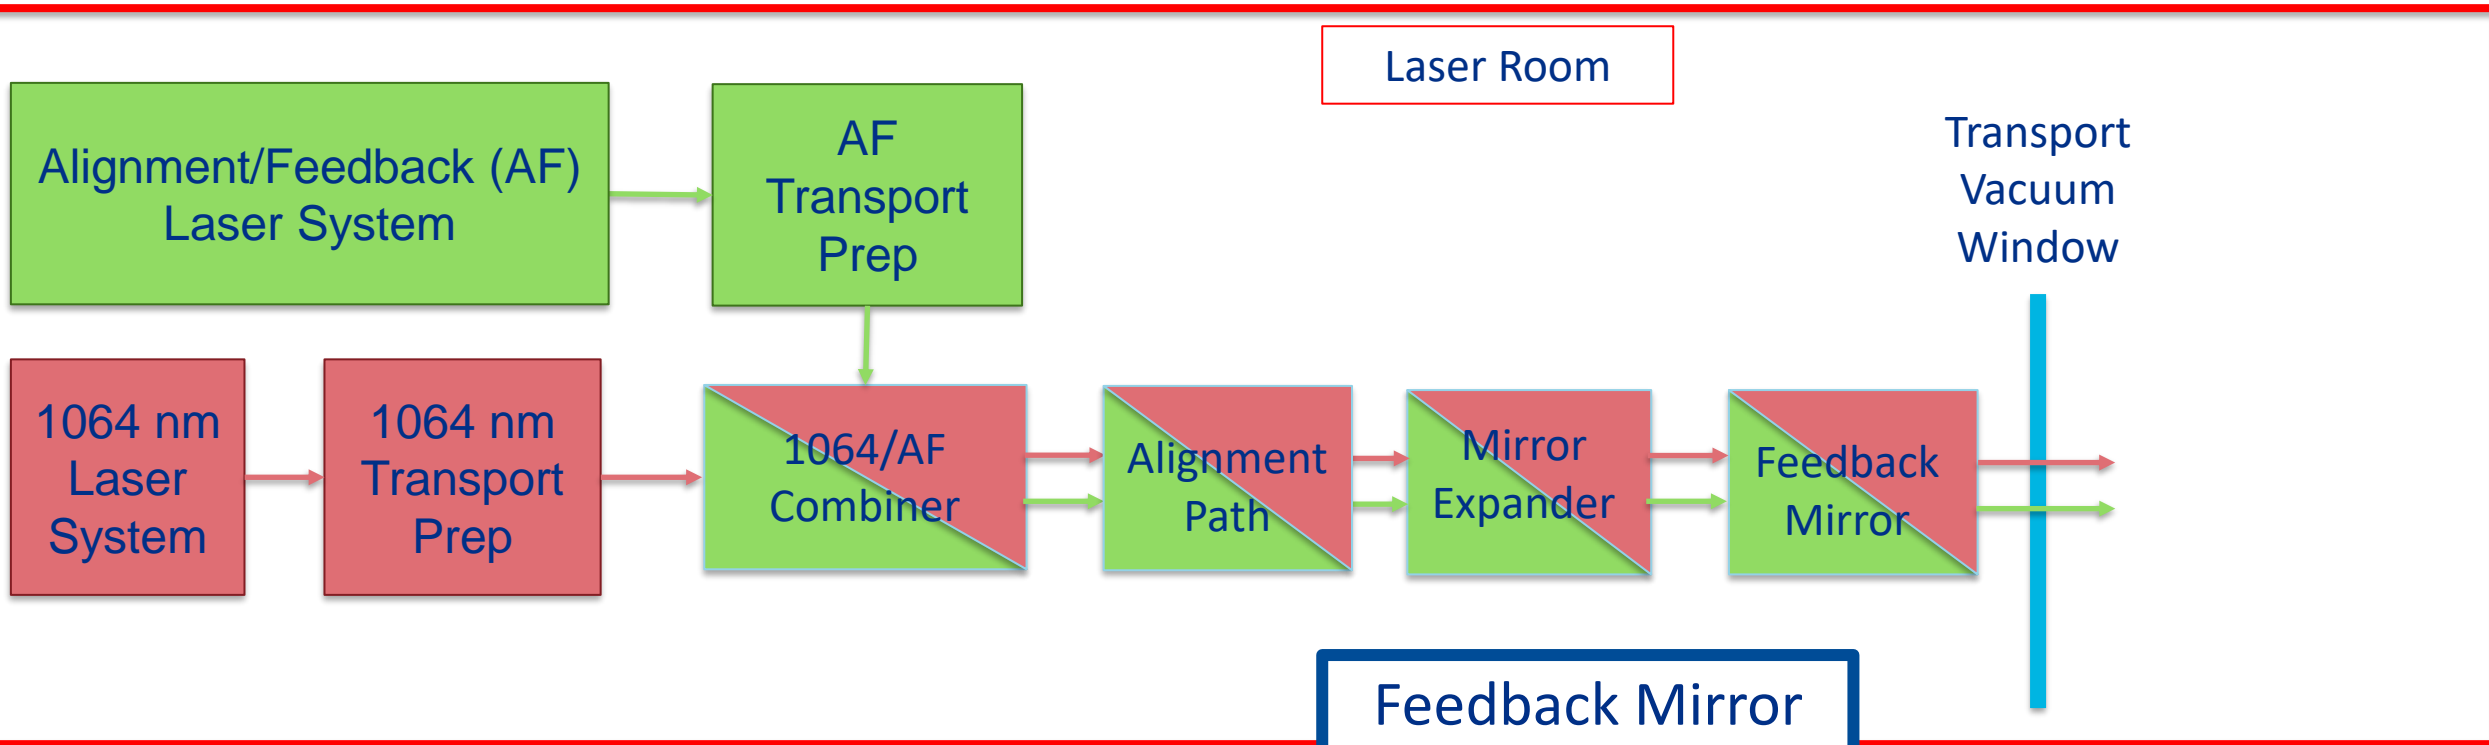 Laser Room
Alignment/Feedback (AF)
Laser System
AF
Transport
Prep
Transport
Vacuum
Window
1064 nm
Laser
System
1064 nm
Transport
Prep
1064/AF
Combiner
Alignment
Path
Mirror
Expander
Feedback
Mirror
Feedback Mirror